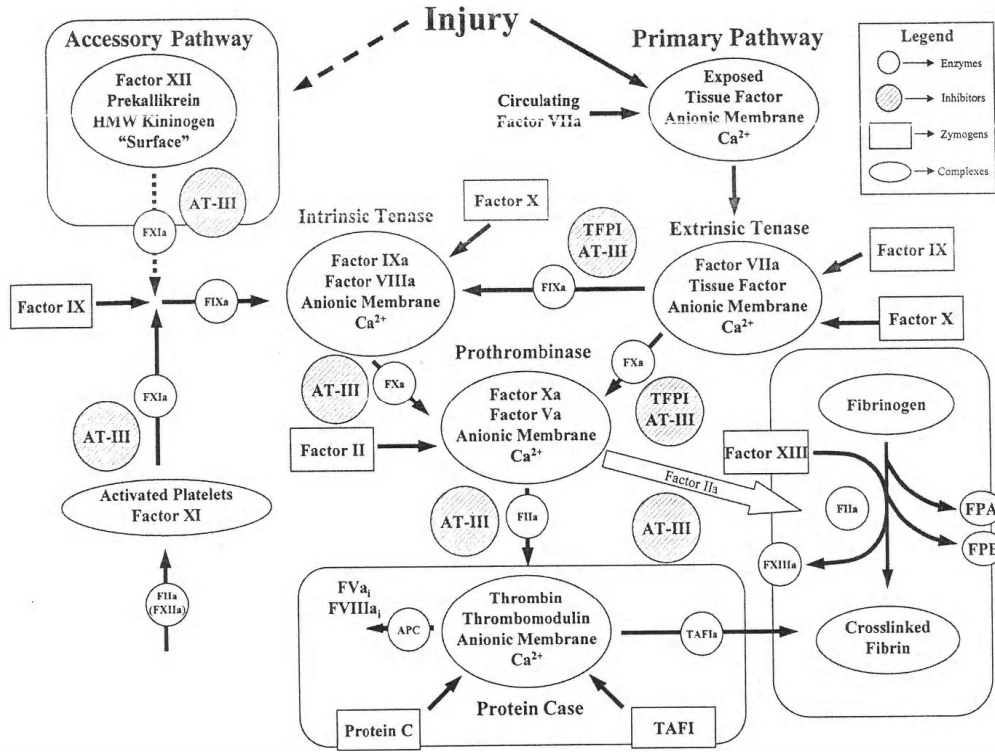 Injury
Accessory Pathway
Factor XII
Prekallikrein
HMW Kininogen
“Surface”
AT-III
FXIa
Factor IX
FIXa
FXIa
AT-III
Activated Platelets
Factor XI
FIIa
(FXIIa)
Primary Pathway
Circulating
Factor VIIa
Exposed
Tissue Factor
Anionic Membrane
Ca2+
Legend
Enzymes
Inhibitors
Zymogens
Complexes
Intrinsic Tenase
Factor X
Factor IXa
Factor VIIIa
Anionic Membrane
Ca2+
TFPI
AT-III
FIXa
Extrinsic Tenase
Factor VIIa
Tissue Factor
Anionic Membrane
Ca2+
Factor IX
Factor X
AT-III
FXa
Prothrombinase
Factor Xa
Factor Va
Anionic Membrane
Ca2+
FXa
TFPI
AT-III
Factor II
Factor IIa
AT-III
FIIa
AT-III
Fibrinogen
Factor XIII
FIIa
FPA
FPB
FXIIIa
Crosslinked
Fibrin
FVai
FVIIIai
APC
Thrombin
Thrombomodulin
Anionic Membrane
Ca2+
TAFIa
Protein C
Protein Case
TAFI